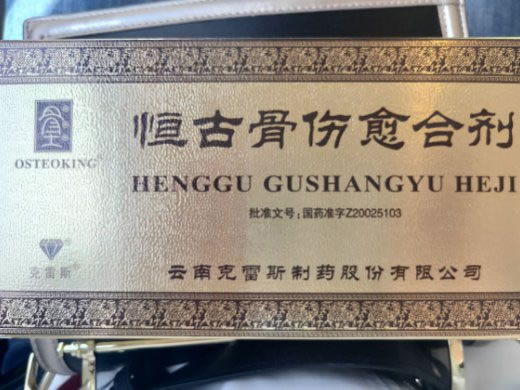 恒古骨伤愈合剂
OSTEOKING®
HENGGU GUSHANGYU HEJI
批准文号:国药准字Z20025103
克雷斯®
云南克雷斯制药股份有限公司